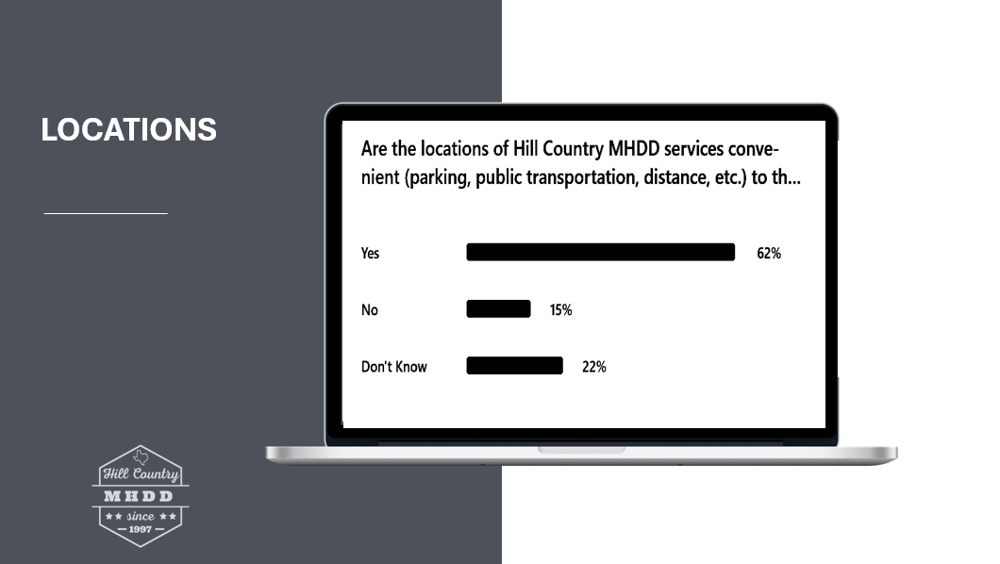 LOCATIONS
Are the locations of Hill Country MHDD services conve-
nient (parking, public transportation, distance, etc.) to th...
Yes 62%
No 15%
Don't Know 22%
Hill Country
MHDD
since
1997